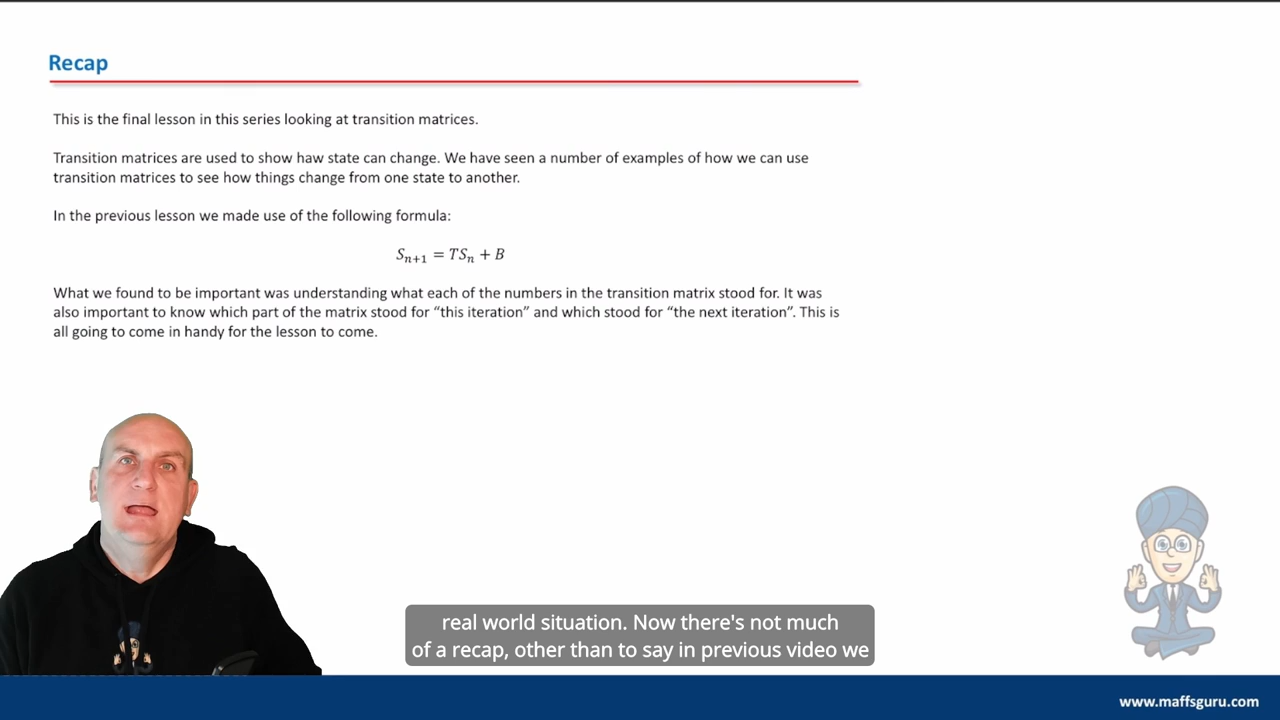 Recap
This is the final lesson in this series looking at transition matrices.
Transition matrices are used to show haw state can change. We have seen a number of examples of how we can use
transition matrices to see how things change from one state to another.
In the previous lesson we made use of the following formula:
Sₙ₊₁ = TSₙ + B
What we found to be important was understanding what each of the numbers in the transition matrix stood for. It was
also important to know which part of the matrix stood for “this iteration” and which stood for “the next iteration”. This is
all going to come in handy for the lesson to come.
real world situation. Now there's not much
of a recap, other than to say in previous video we
www.maffsguru.com